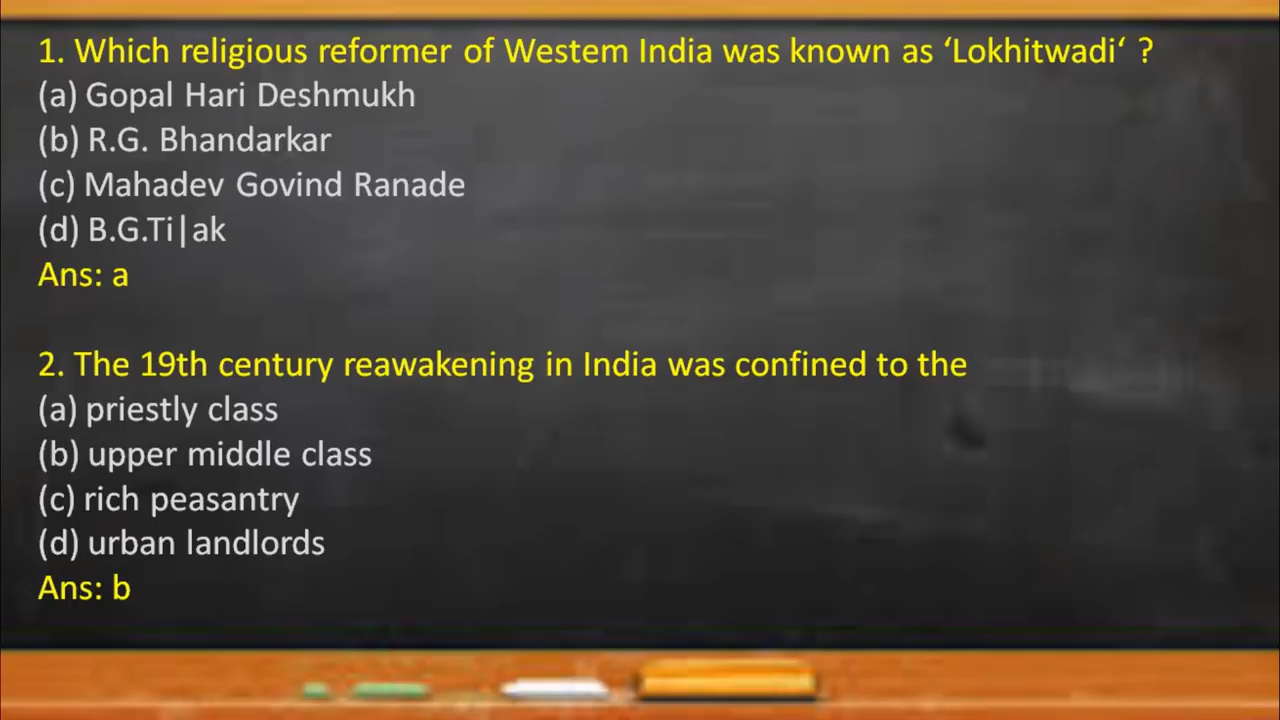 1. Which religious reformer of Westem India was known as ‘Lokhitwadi‘ ?
(a) Gopal Hari Deshmukh
(b) R.G. Bhandarkar
(c) Mahadev Govind Ranade
(d) B.G.Ti|ak
Ans: a
2. The 19th century reawakening in India was confined to the
(a) priestly class
(b) upper middle class
(c) rich peasantry
(d) urban landlords
Ans: b